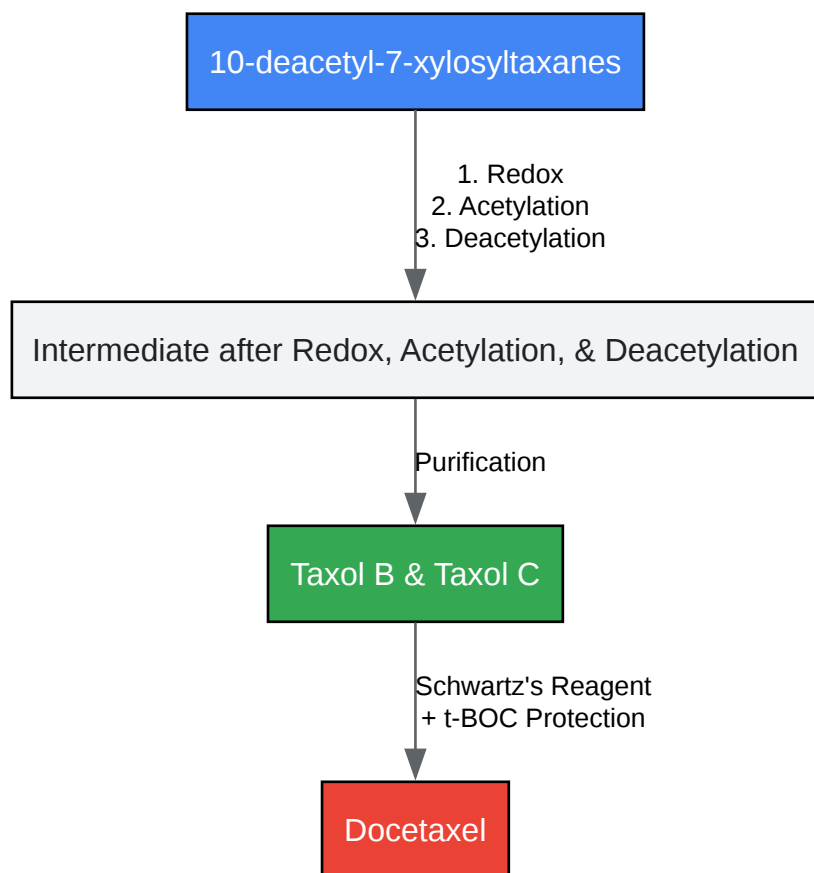 10-deacetyl-7-xylosyltaxanes
1. Redox
2. Acetylation
3. Deacetylation
Intermediate after Redox, Acetylation, & Deacetylation
Purification
Taxol B & Taxol C
Schwartz's Reagent
+ t-BOC Protection
Docetaxel